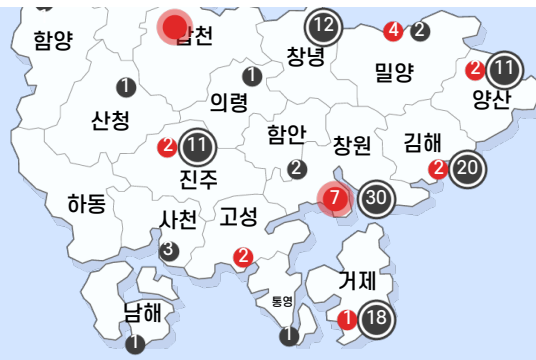 12
4 2
함양
합천
창녕
밀양
2 11
1
1
양산
산청
의령
함안
창원
김해
2 11
2
2 20
진주
7 30
하동
사천
고성
3
2
거제
통영
남해
1 18
1
1